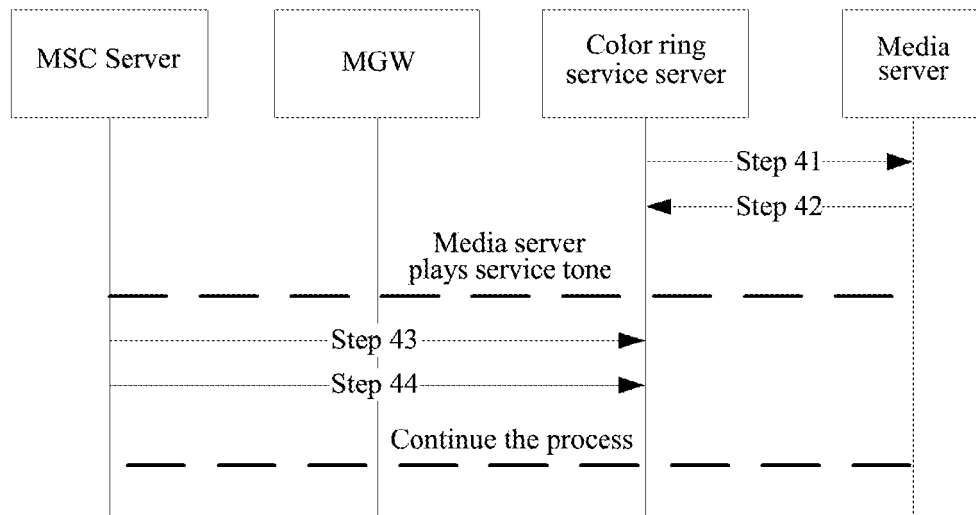 MSC Server
MGW
Color ring
service server
Media
server
Step 41
Step 42
Media server
plays service tone
Step 43
Step 44
Continue the process